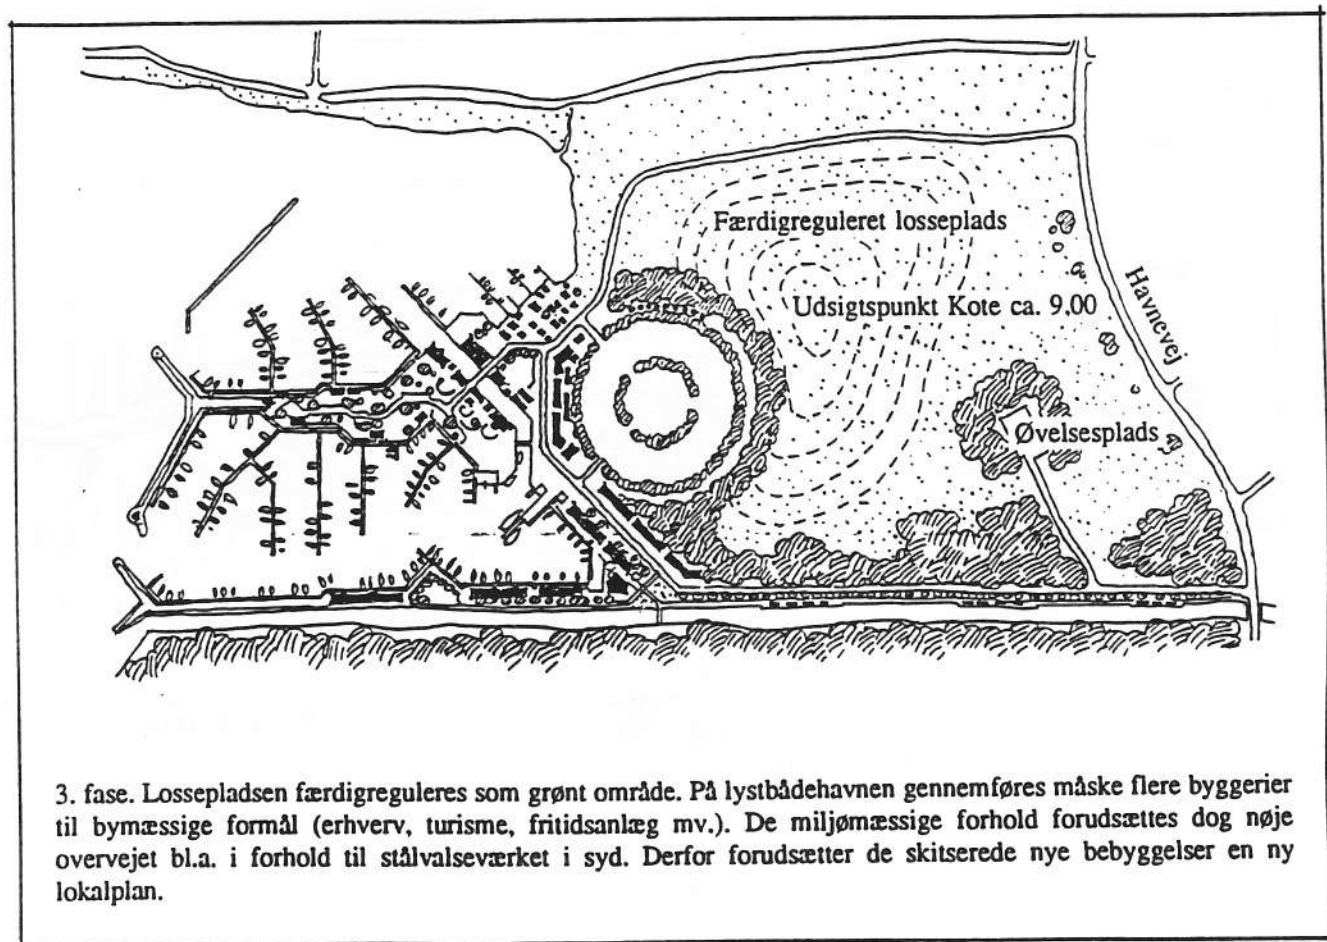 Færdigreguleret losseplads
Udsigtspunkt Kote ca. 9.00
Havnevej
Øvelsesplads
3. fase. Lossepladsen færdigreguleres som grønt område. På lystbådehavnen gennemføres måske flere byggerier
til bymæssige formål (erhverv, turisme, fritidsanlæg mv.). De miljømæssige forhold forudsættes dog nøje
overvejet bl.a. i forhold til stålvalseværket i syd. Derfor forudsætter de skitserede nye bebyggelser en ny
lokalplan.